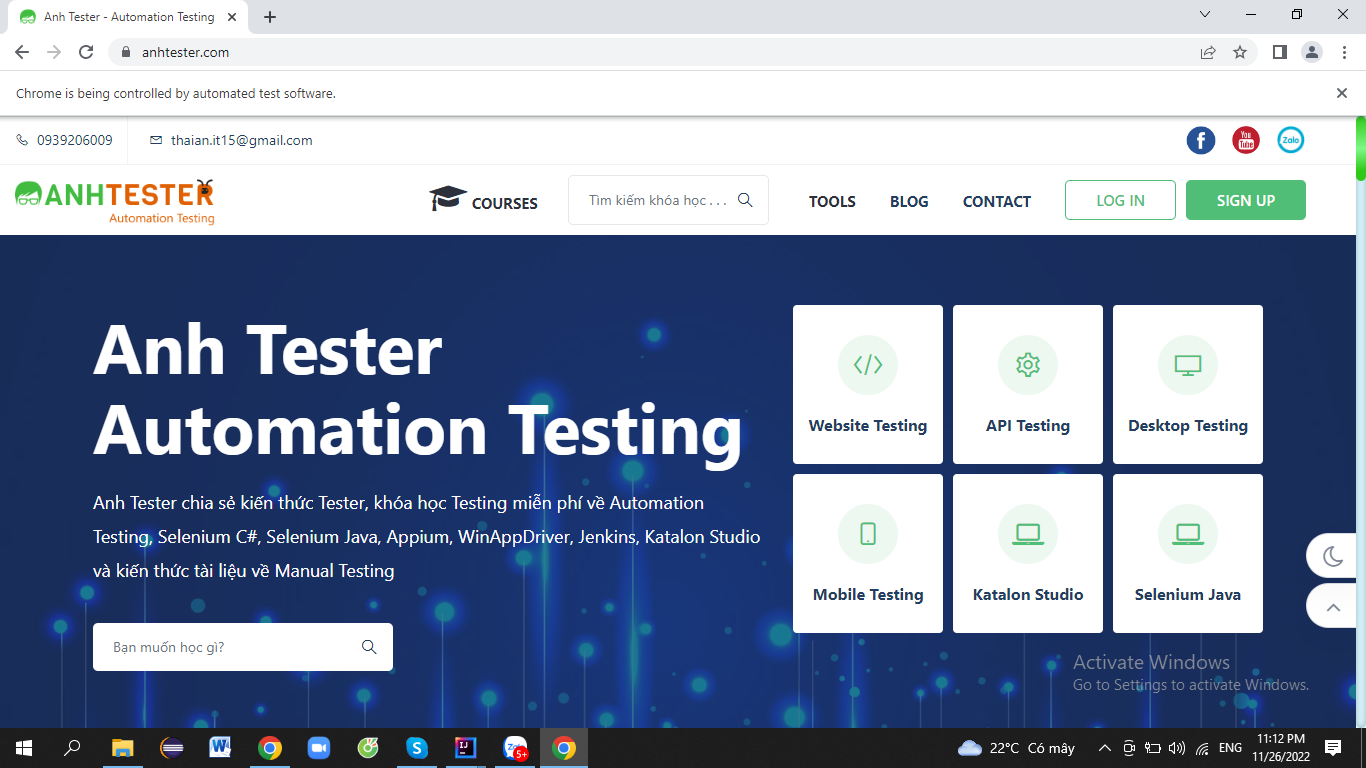 Anh Tester - Automation Testing
anhtester.com
Chrome is being controlled by automated test software.
0939206009
thaian.it15@gmail.com
You
Tube
Zalo
ANHTESTER
Automation Testing
COURSES
Tìm kiếm khóa học . . .
TOOLS
BLOG
CONTACT
LOG IN
SIGN UP
Anh Tester
Automation Testing
Anh Tester chia sẻ kiến thức Tester, khóa học Testing miễn phí về Automation
Testing, Selenium C#, Selenium Java, Appium, WinAppDriver, Jenkins, Katalon Studio
và kiến thức tài liệu về Manual Testing
Bạn muốn học gì?
Website Testing
API Testing
Desktop Testing
Mobile Testing
Katalon Studio
Selenium Java
Activate Windows
Go to Settings to activate Windows.
22°C Có mây
ENG
11:12 PM
11/26/2022
5+